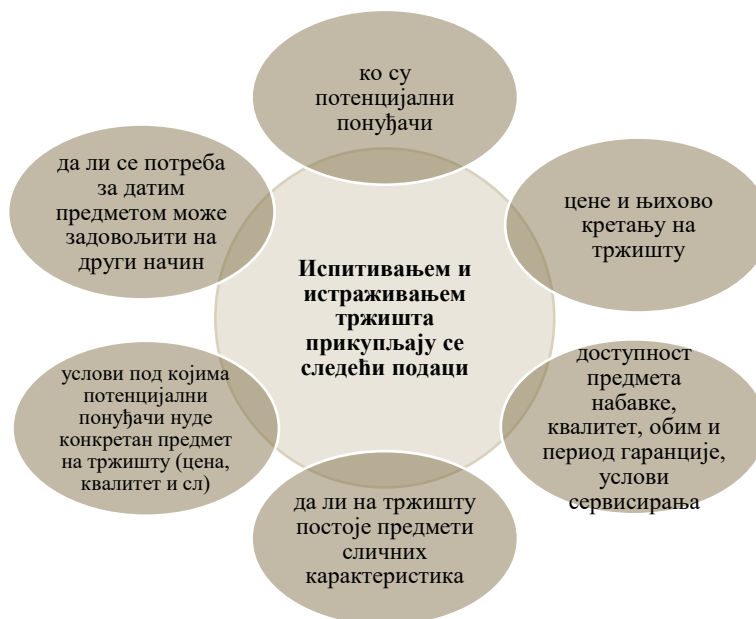 ко су
потенцијални
понуђачи
цене и њихово
кретању на
тржишту
доступност
предмета
набавке,
квалитет, обим и
период гаранције,
услови
сервисирања
да ли на тржишту
постоје предмети
сличних
карактеристика
услови под којима
потенцијални
понуђачи нуде
конкретан предмет
на тржишту (цена,
квалитет и сл)
да ли се потреба
за датим
предметом може
задовољити на
други начин
Испитивањем и
истраживањем
тржишта
прикупљају се
следећи подаци